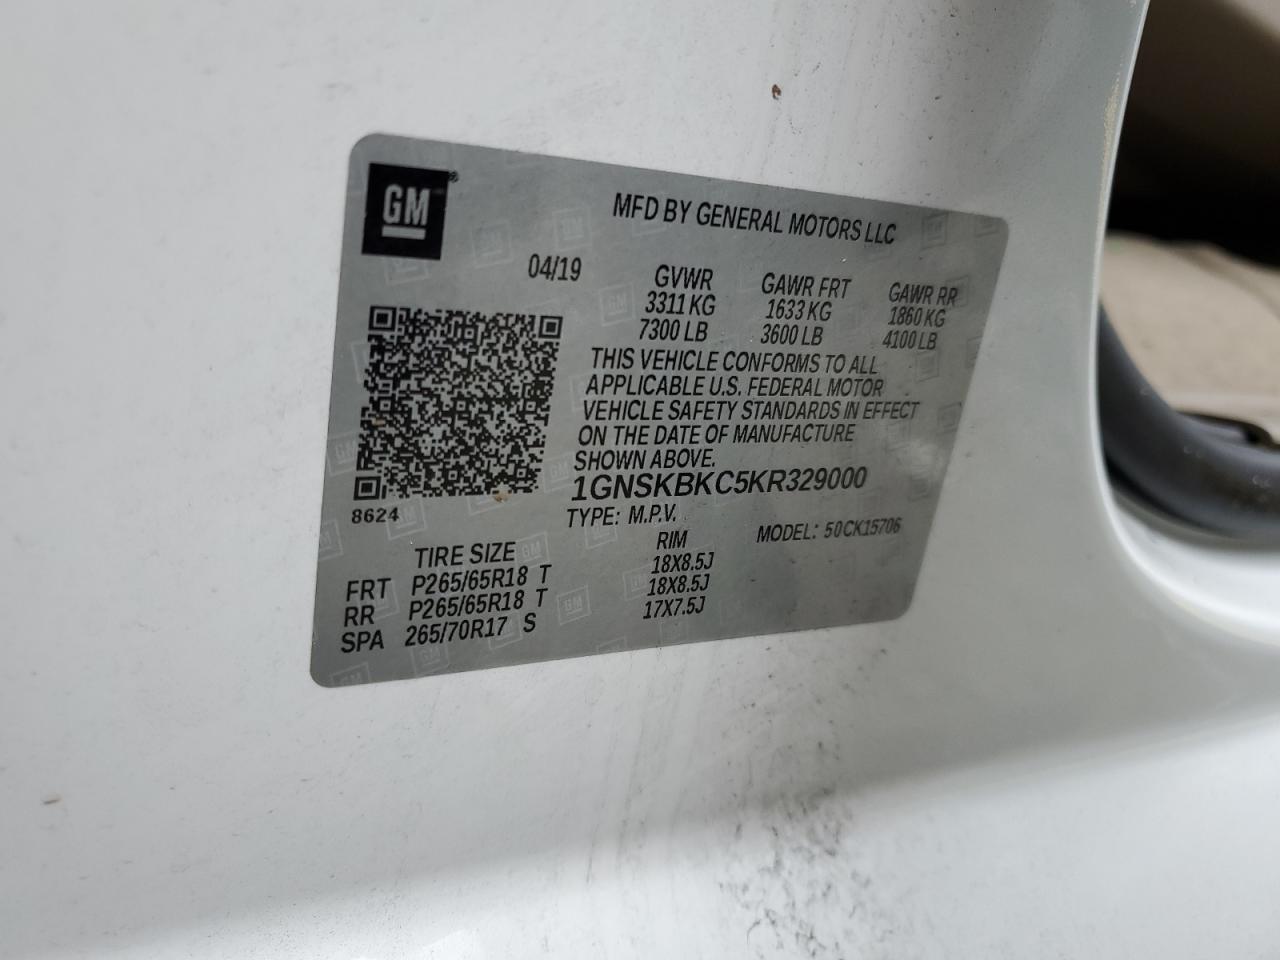 GM
MFD BY GENERAL MOTORS LLC
04/19
GVWR GAWR FRT GAWR RR
3311 KG 1633 KG 1860 KG
7300 LB 3600 LB 4100 LB
THIS VEHICLE CONFORMS TO ALL
APPLICABLE U.S. FEDERAL MOTOR
VEHICLE SAFETY STANDARDS IN EFFECT
ON THE DATE OF MANUFACTURE
SHOWN ABOVE.
1GNSKBKC5KR329000
8624
TYPE: M.P.V. MODEL: 50CK15706
TIRE SIZE RIM
FRT P265/65R18 T 18X8.5J
RR P265/65R18 T 18X8.5J
SPA 265/70R17 S 17X7.5J